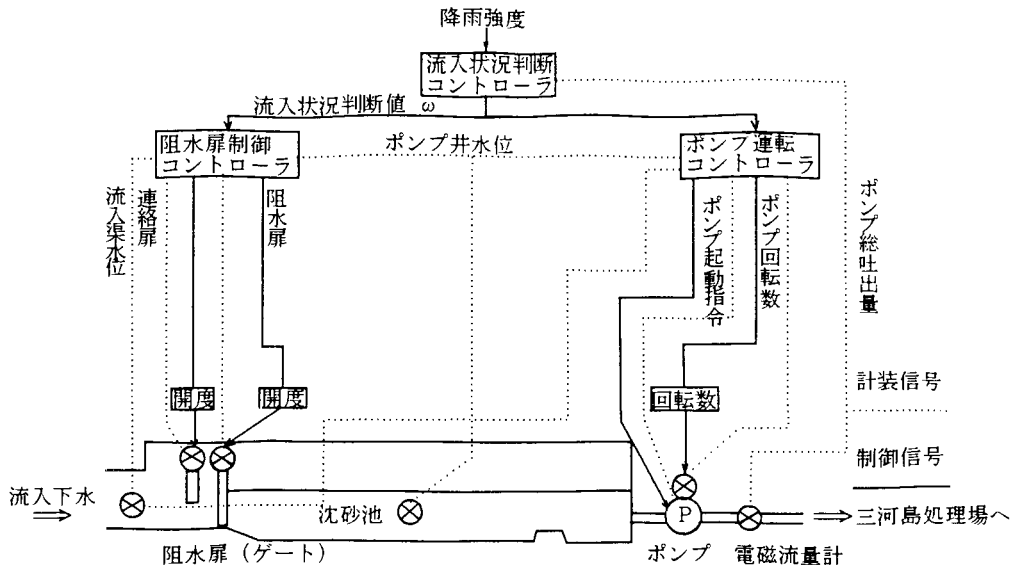 降雨強度
流入状況判断
コントローラ
流入状況判断値 ω
阻水扉制御
コントローラ
ポンプ井水位
ポンプ運転
コントローラ
流入渠水位
連絡扉
阻水扉
ポンプ起動指令
ポンプ回転数
ポンプ総吐出量
開度
開度
回転数
計装信号
制御信号
流入下水
沈砂池
P
三河島処理場へ
阻水扉(ゲート)
ポンプ
電磁流量計